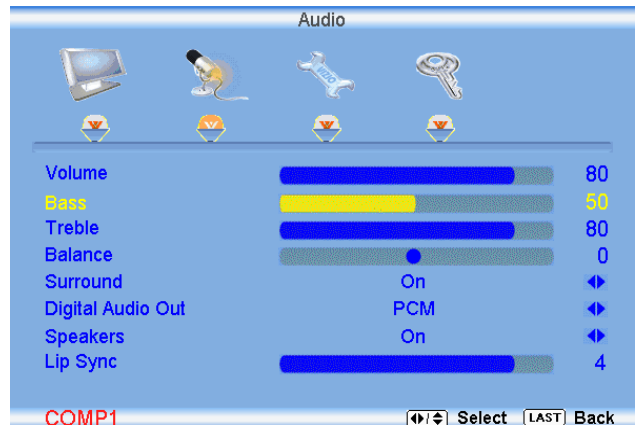 Audio
Volume 80
Bass 50
Treble 80
Balance 0
Surround On
Digital Audio Out PCM
Speakers On
Lip Sync 4
COMP1 Select LAST Back